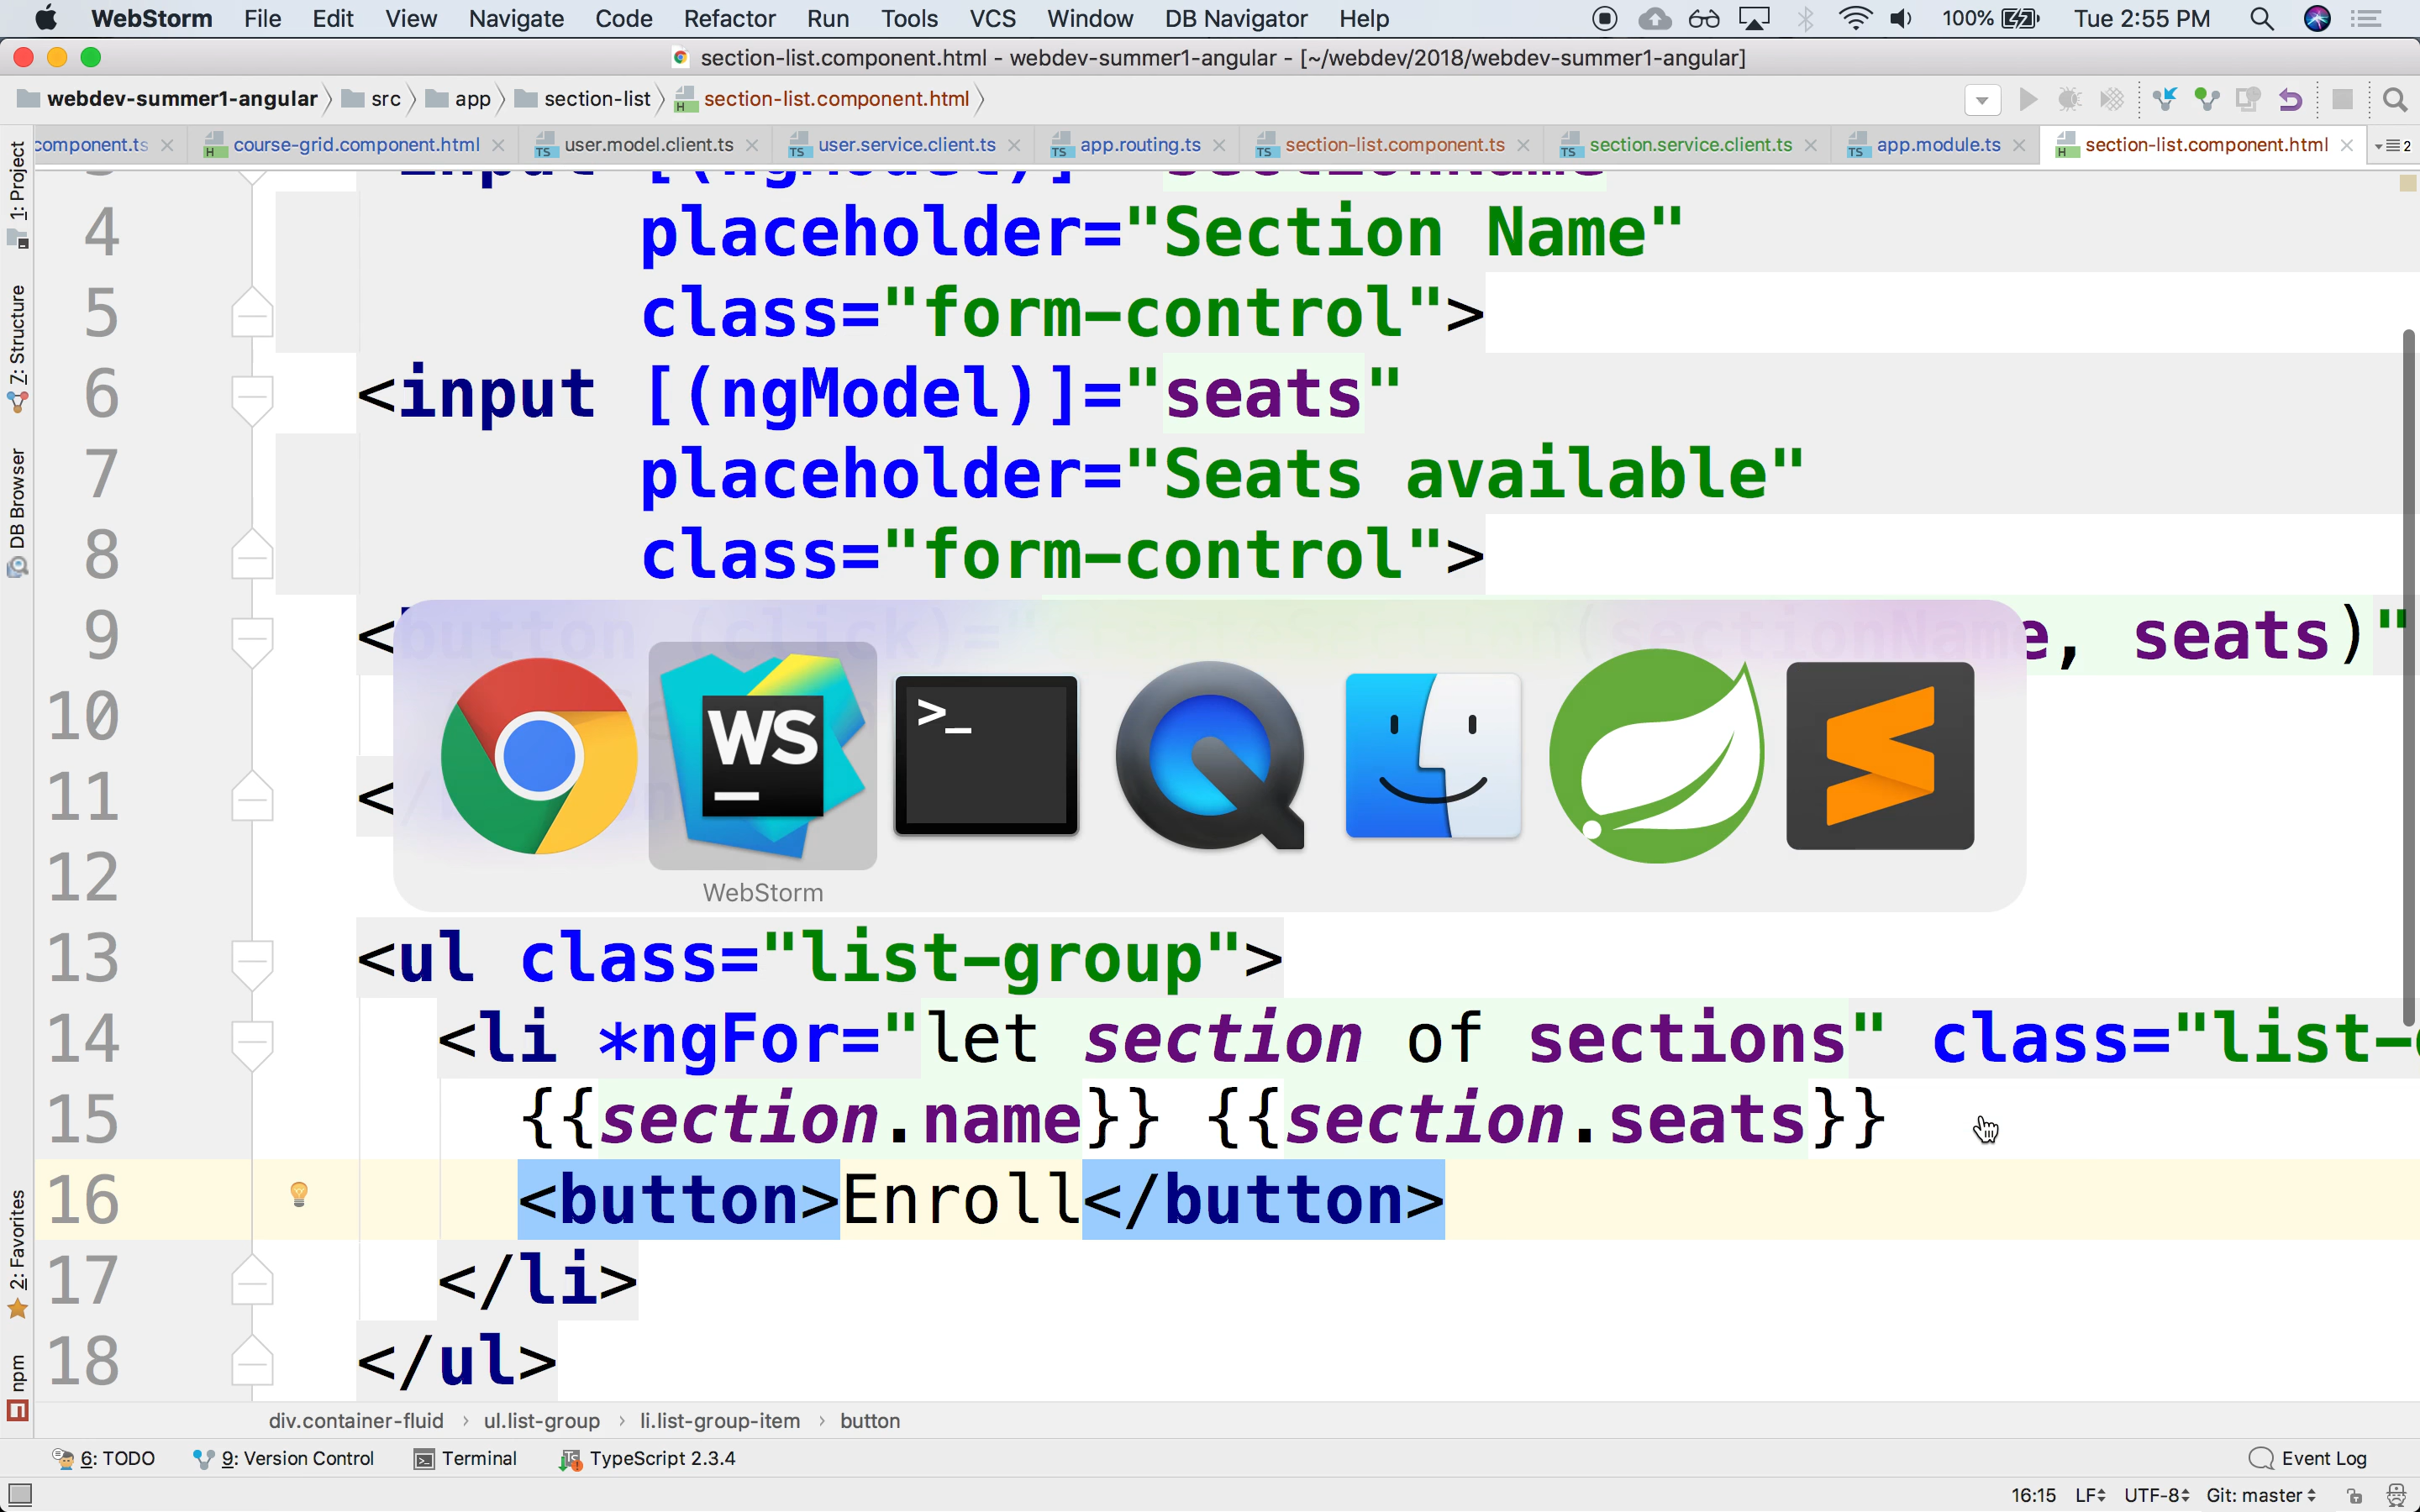 WebStorm File Edit View Navigate Code Refactor Run Tools VCS Window DB Navigator Help 100% Tue 2:55 PM
section-list.component.html - webdev-summer1-angular - [~/webdev/2018/webdev-summer1-angular]
webdev-summer1-angular src app section-list section-list.component.html
component.ts course-grid.component.html user.model.client.ts user.service.client.ts app.routing.ts section-list.component.ts section.service.client.ts app.module.ts section-list.component.html 2
1: Project
7: Structure
DB Browser
2: Favorites
npm
4 placeholder="Section Name"
5 class="form-control">
6 <input [(ngModel)]="seats"
7 placeholder="Seats available"
8 class="form-control">
9 <button (click)="createSection(sectionName, seats)"
10
11 <
12
13 <ul class="list-group">
14 <li *ngFor="let section of sections" class="list-
15 {{section.name}} {{section.seats}}
16 <button>Enroll</button>
17 </li>
18 </ul>
>_
WS
WebStorm
div.container-fluid › ul.list-group › li.list-group-item › button
6: TODO 9: Version Control Terminal TypeScript 2.3.4 Event Log
16:15 LF UTF-8 Git: master